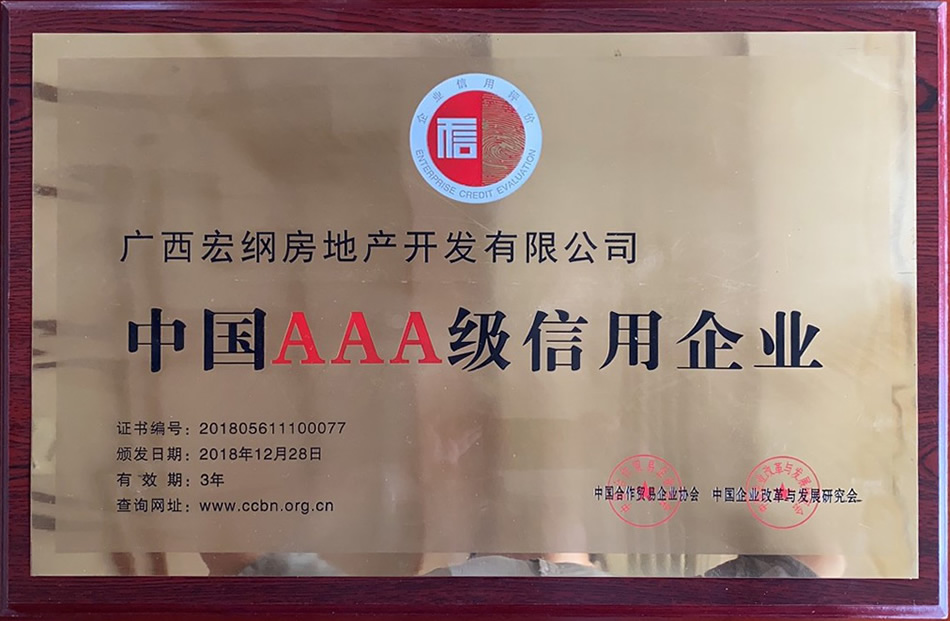 企业信用评价
信
ENTERPRISE CREDIT EVALUATION
广西宏纲房地产开发有限公司
中国AAA级信用企业
证书编号：201805611100077
颁发日期：2018年12月28日
有 效 期：3年
查询网址：www.ccbn.org.cn
中国合作贸易企业协会 中国企业改革与发展研究会